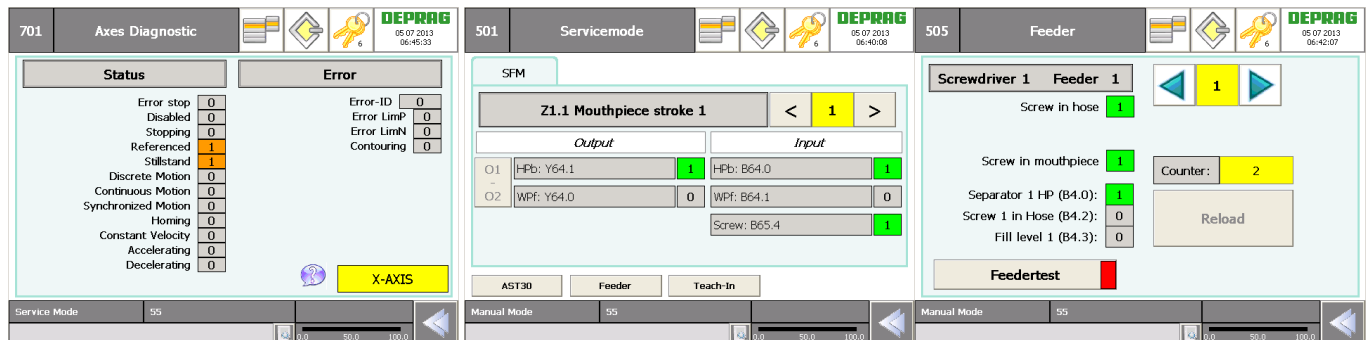 701 Axes Diagnostic 6 DEPRAG
05 07 2013
06:45:33
Status Error
Error stop 0
Disabled 0
Stopping 0
Referenced 1
Stillstand 1
Discrete Motion 0
Continuous Motion 0
Synchronized Motion 0
Homing 0
Constant Velocity 0
Accelerating 0
Decelerating 0
Error-ID 0
Error LimP 0
Error LimN 0
Contouring 0
? X-AXIS
Service Mode 55
0,0 50,0 100,0
501 Servicemode 6 DEPRAG
05 07 2013
06:40:08
SFM
Z1.1 Mouthpiece stroke 1 < 1 >
Output Input
O1 - O2
HPb: Y64.1 1 HPb: B64.0 1
WPf: Y64.0 0 WPf: B64.1 0
Screw: B65.4 1
AST30 Feeder Teach-In
Manual Mode 55
0,0 50,0 100,0
505 Feeder 6 DEPRAG
05 07 2013
06:42:07
Screwdriver 1 Feeder 1 1
Screw in hose 1
Screw in mouthpiece 1
Counter: 2
Separator 1 HP (B4.0): 1
Screw 1 in Hose (B4.2): 0
Fill level 1 (B4.3): 0
Reload
Feedertest
Manual Mode 55
0,0 50,0 100,0